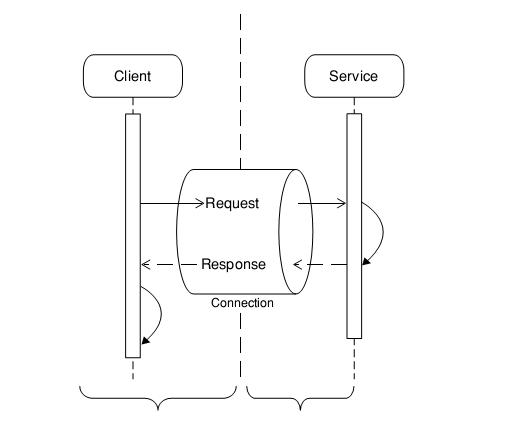 Client
Service
Request
Response
Connection